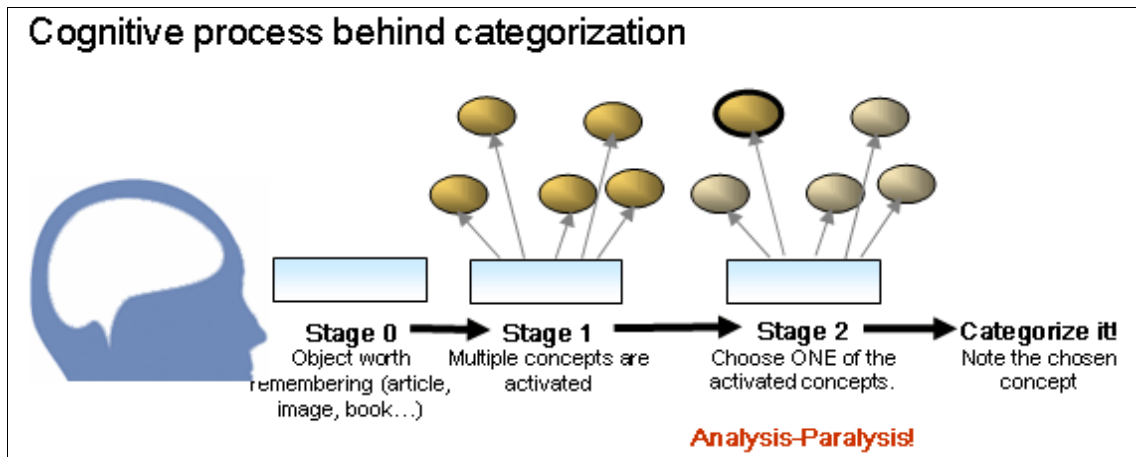 Cognitive process behind categorization
Stage 0
Object worth
remembering (article,
image, book...)
Stage 1
Multiple concepts are
activated
Stage 2
Choose ONE of the
activated concepts.
Analysis-Paralysis!
Categorize it!
Note the chosen
concept